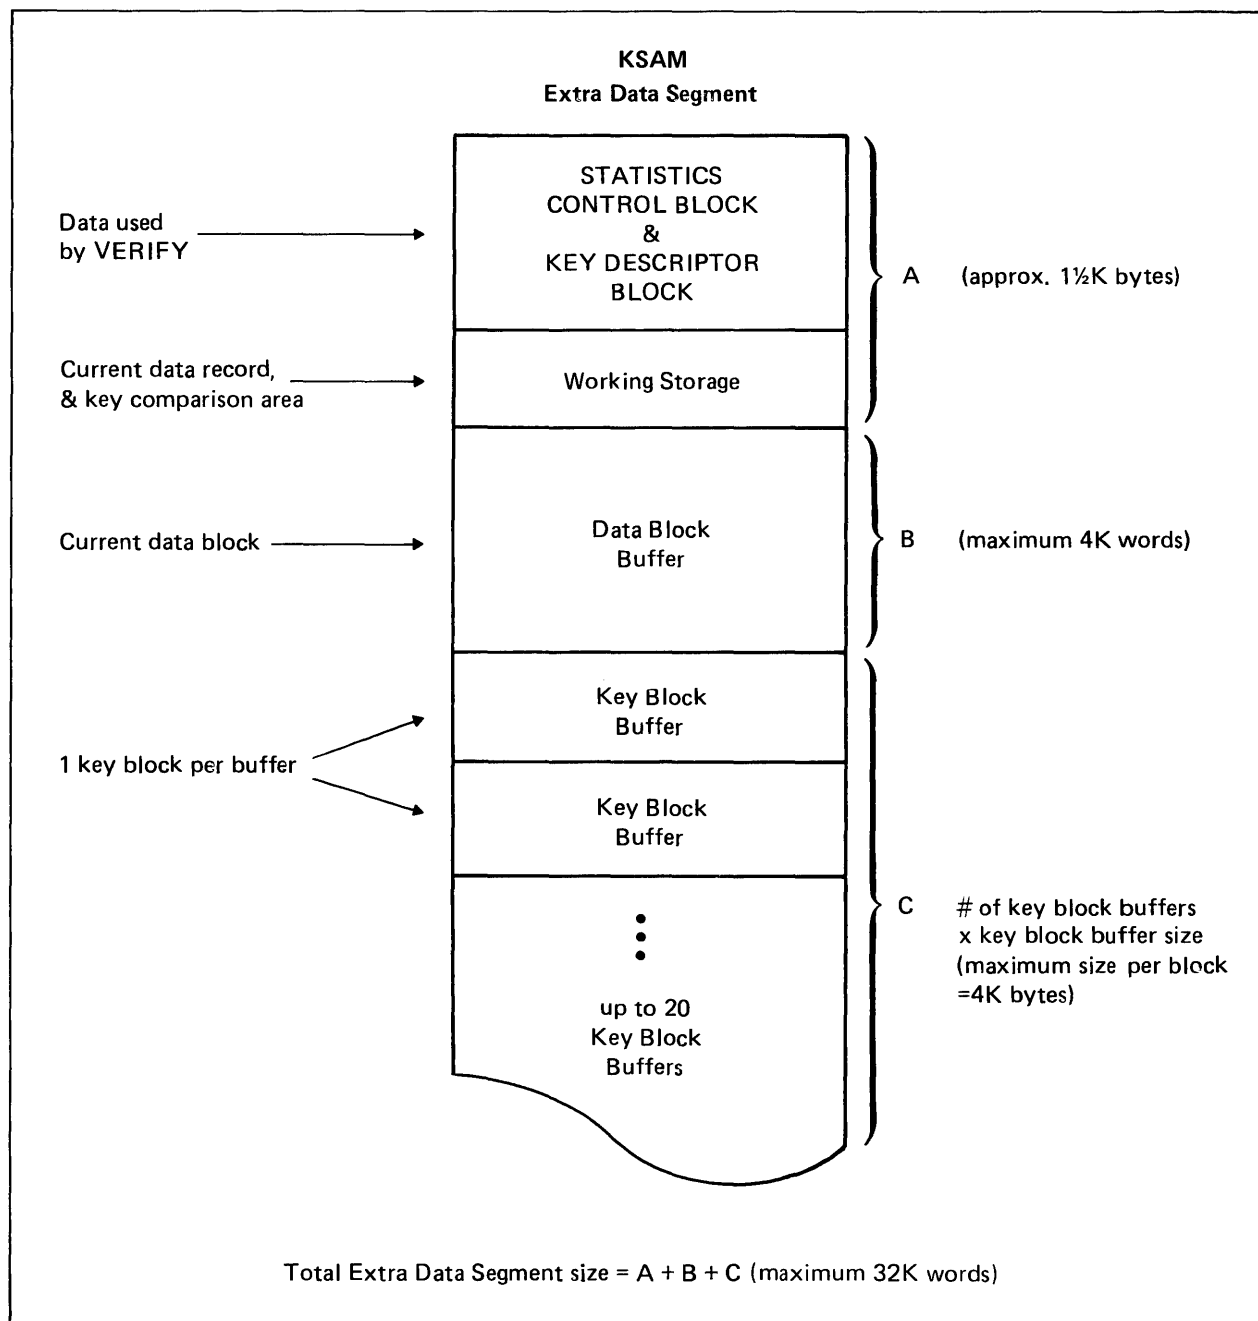 KSAM
Extra Data Segment
STATISTICS
CONTROL BLOCK
&
KEY DESCRIPTOR
BLOCK
Data used
by VERIFY
A (approx. 1½K bytes)
Current data record,
& key comparison area
Working Storage
Current data block
Data Block
Buffer
B (maximum 4K words)
Key Block
Buffer
1 key block per buffer
Key Block
Buffer
C # of key block buffers
x key block buffer size
(maximum size per block
=4K bytes)
up to 20
Key Block
Buffers
Total Extra Data Segment size = A + B + C (maximum 32K words)